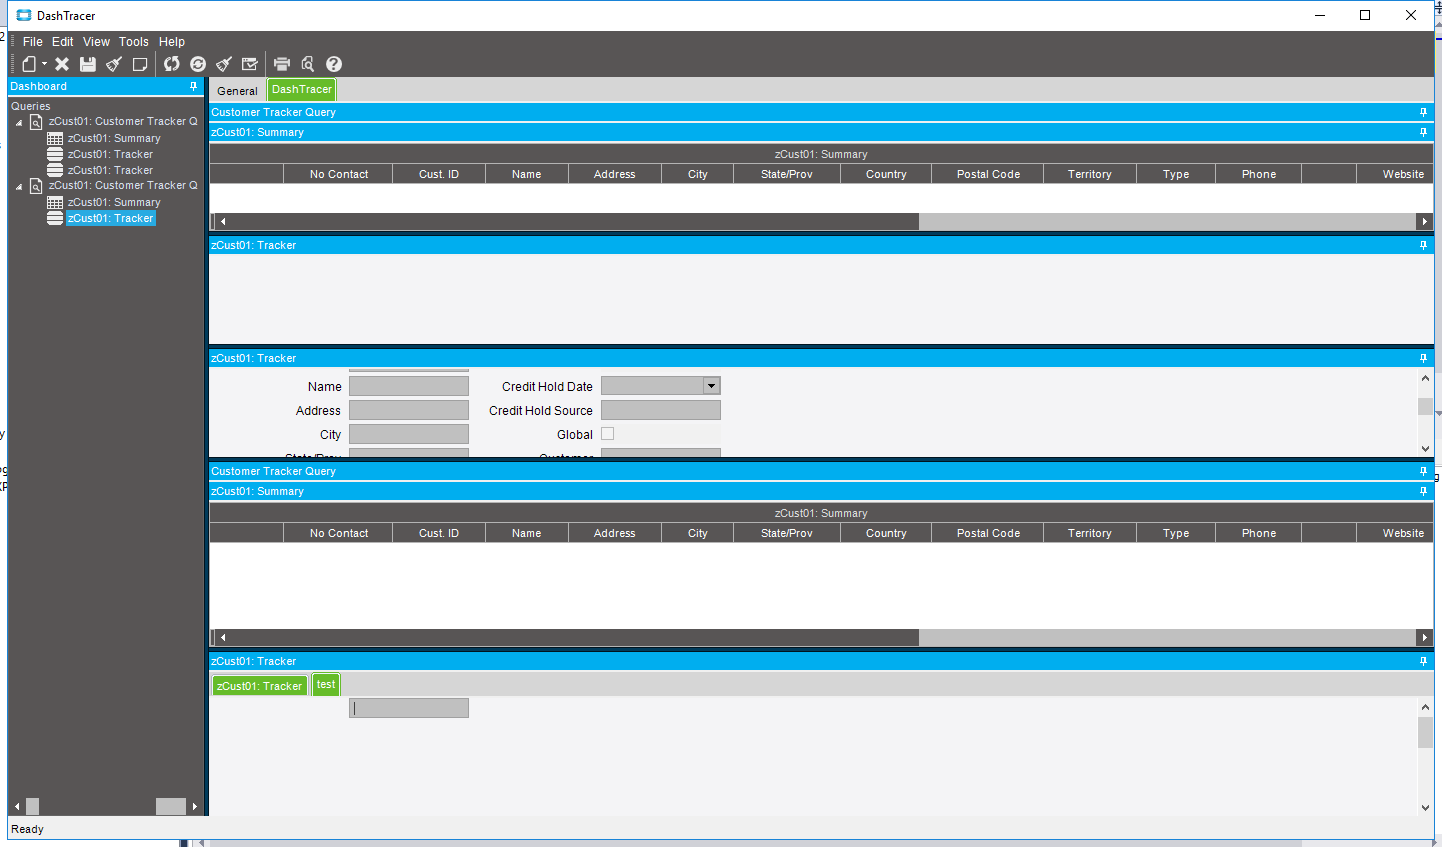 DashTracer
File Edit View Tools Help
Dashboard
Queries
zCust01: Customer Tracker Q
zCust01: Summary
zCust01: Tracker
zCust01: Tracker
zCust01: Customer Tracker Q
zCust01: Summary
zCust01: Tracker
General DashTracer
Customer Tracker Query
zCust01: Summary
zCust01: Summary
No Contact Cust. ID Name Address City State/Prov Country Postal Code Territory Type Phone Website
zCust01: Tracker
zCust01: Tracker
Name Credit Hold Date
Address Credit Hold Source
City Global
State/Prov Customer
Customer Tracker Query
zCust01: Summary
zCust01: Summary
No Contact Cust. ID Name Address City State/Prov Country Postal Code Territory Type Phone Website
zCust01: Tracker
zCust01: Tracker test
Ready